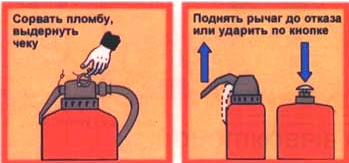 Сорвать пломбу,
выдернуть
чеку
Поднять рычаг до отказа
или ударить по кнопке